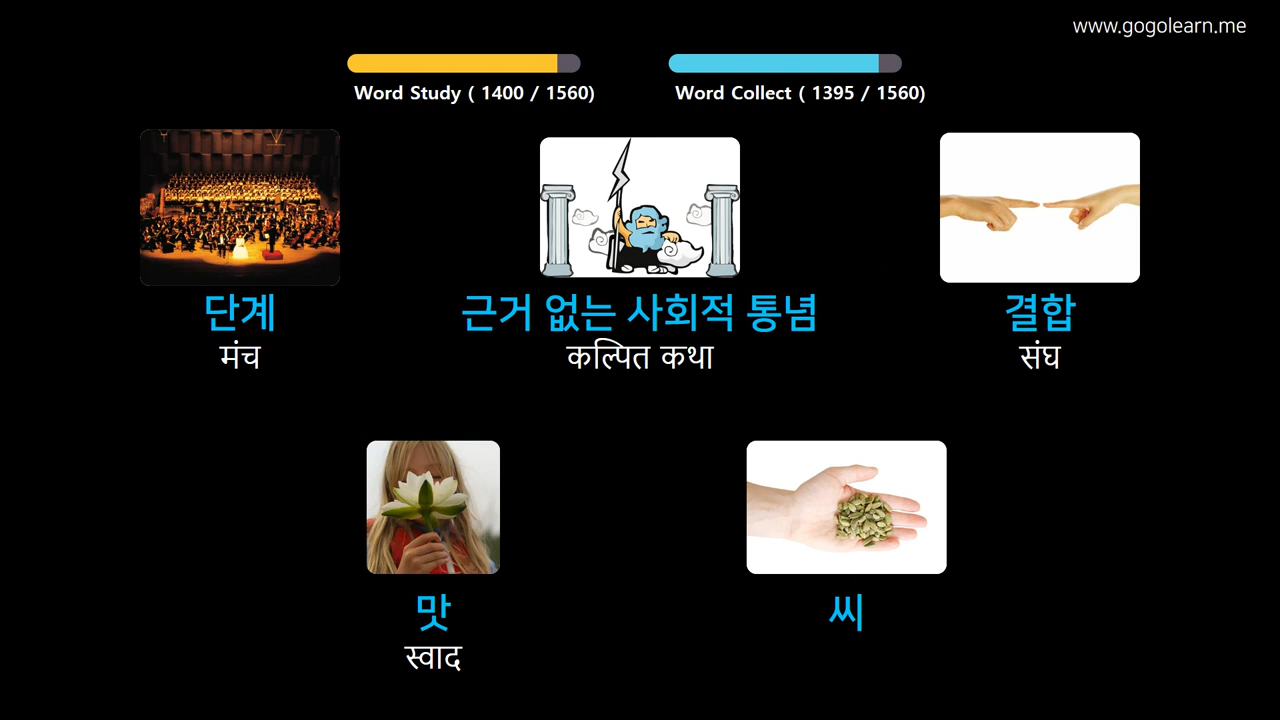 www.gogolearn.me
Word Study ( 1400 / 1560)
Word Collect ( 1395 / 1560)
단계
मंच
근거 없는 사회적 통념
कल्पित कथा
결합
संघ
맛
स्वाद
씨